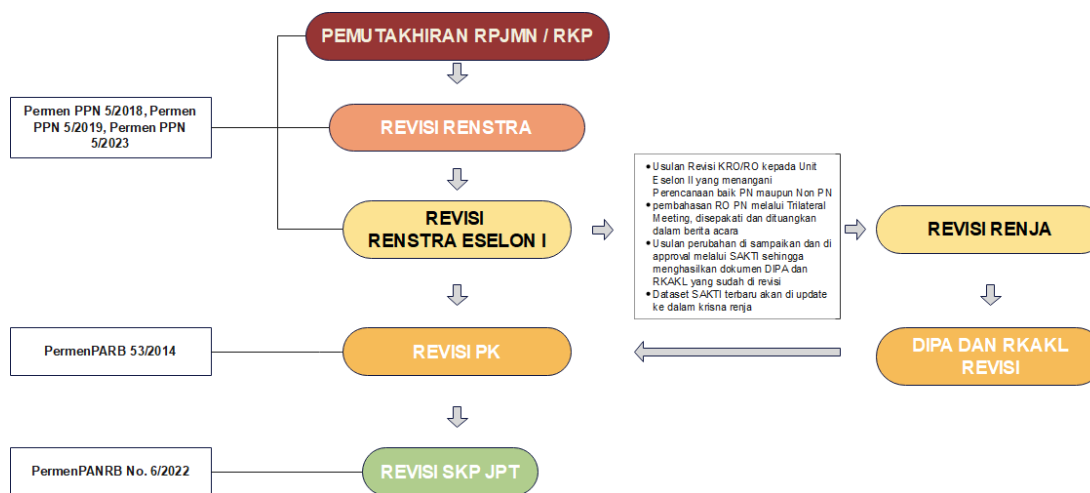 PEMUTAKHIRAN RPJMN / RKP
Permen PPN 5/2018, Permen
PPN 5/2019, Permen PPN
5/2023
REVISI RENSTRA
REVISI
RENSTRA ESELON I
• Usulan Revisi KRO/RO kepada Unit
Eselon II yang menangani
Perencanaan baik PN maupun Non PN
• pembahasan RO PN melalui Trilateral
Meeting, disepakati dan dituangkan
dalam berita acara
• Usulan perubahan di sampaikan dan di
approval melalui SAKTI sehingga
menghasilkan dokumen DIPA dan
RKAKL yang sudah di revisi
• Dataset SAKTI terbaru akan di update
ke dalam krisna renja
REVISI RENJA
PermenPARB 53/2014
REVISI PK
DIPA DAN RKAKL
REVISI
PermenPANRB No. 6/2022
REVISI SKP JPT